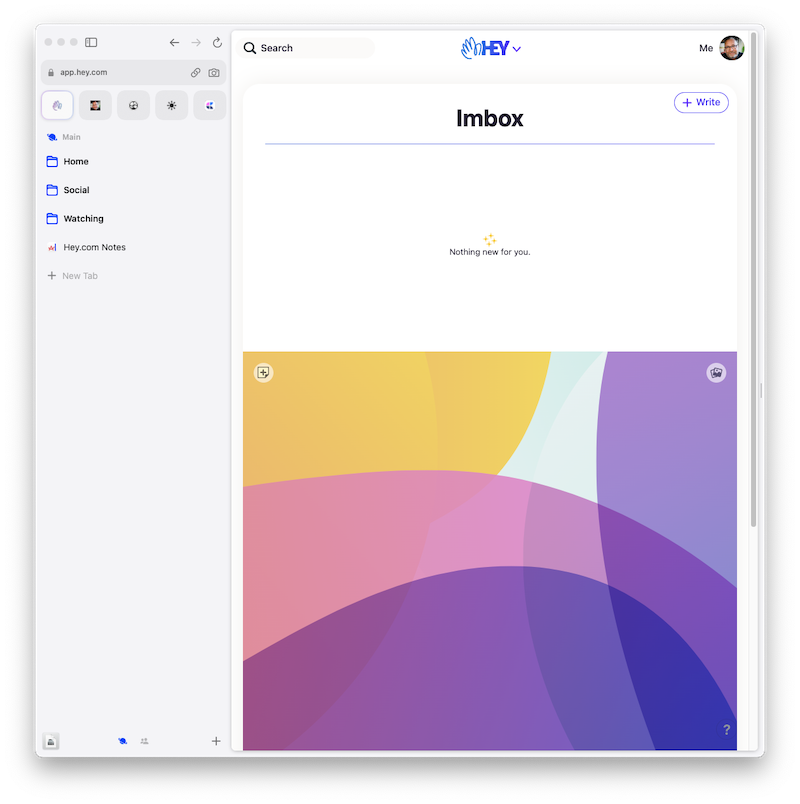 Search
HEY
Me
app.hey.com
Write
Imbox
Main
Home
Social
Watching
Hey.com Notes
New Tab
Nothing new for you.
?